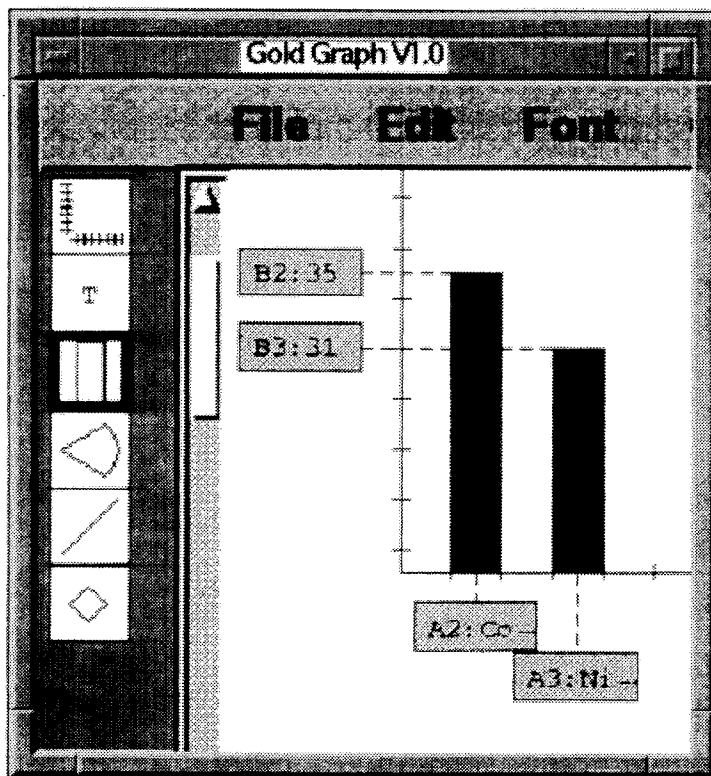 Gold Graph V1.0
File Edit Font
T
B2:35
B3:31
A2:Co
A3:Ni